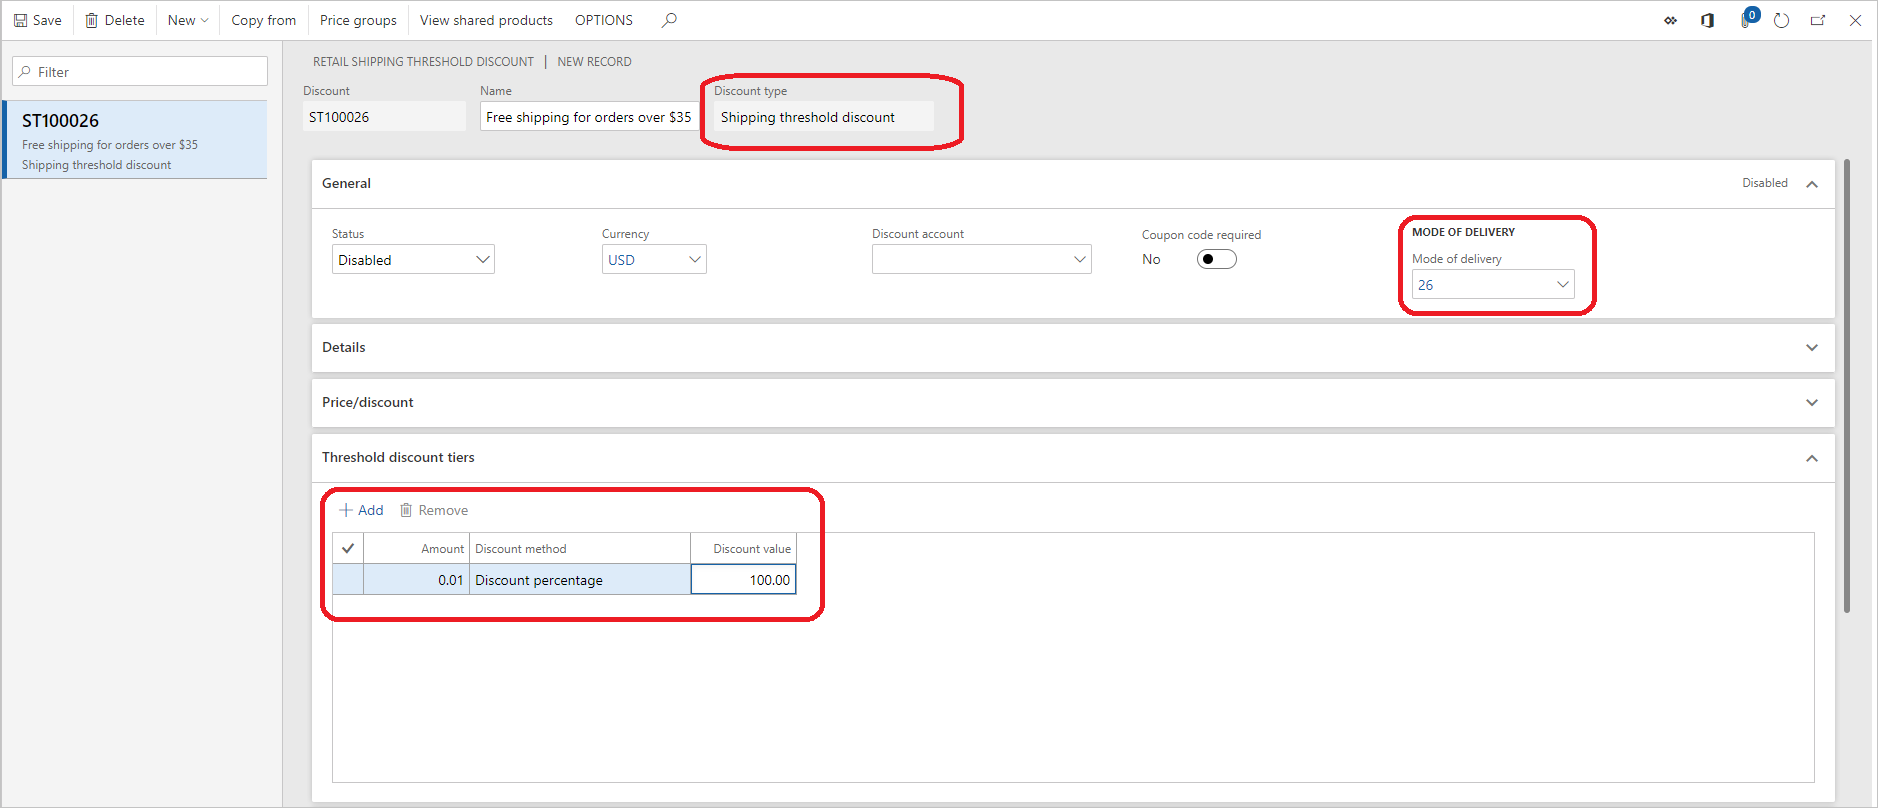 Save Delete New Copy from Price groups View shared products OPTIONS 0
Filter
ST100026
Free shipping for orders over $35
Shipping threshold discount
RETAIL SHIPPING THRESHOLD DISCOUNT | NEW RECORD
Discount Name Discount type
ST100026 Free shipping for orders over $35 Shipping threshold discount
General Disabled
Status Currency Discount account Coupon code required MODE OF DELIVERY
Disabled USD No Mode of delivery
26
Details
Price/discount
Threshold discount tiers
Add Remove
Amount Discount method Discount value
0.01 Discount percentage 100.00